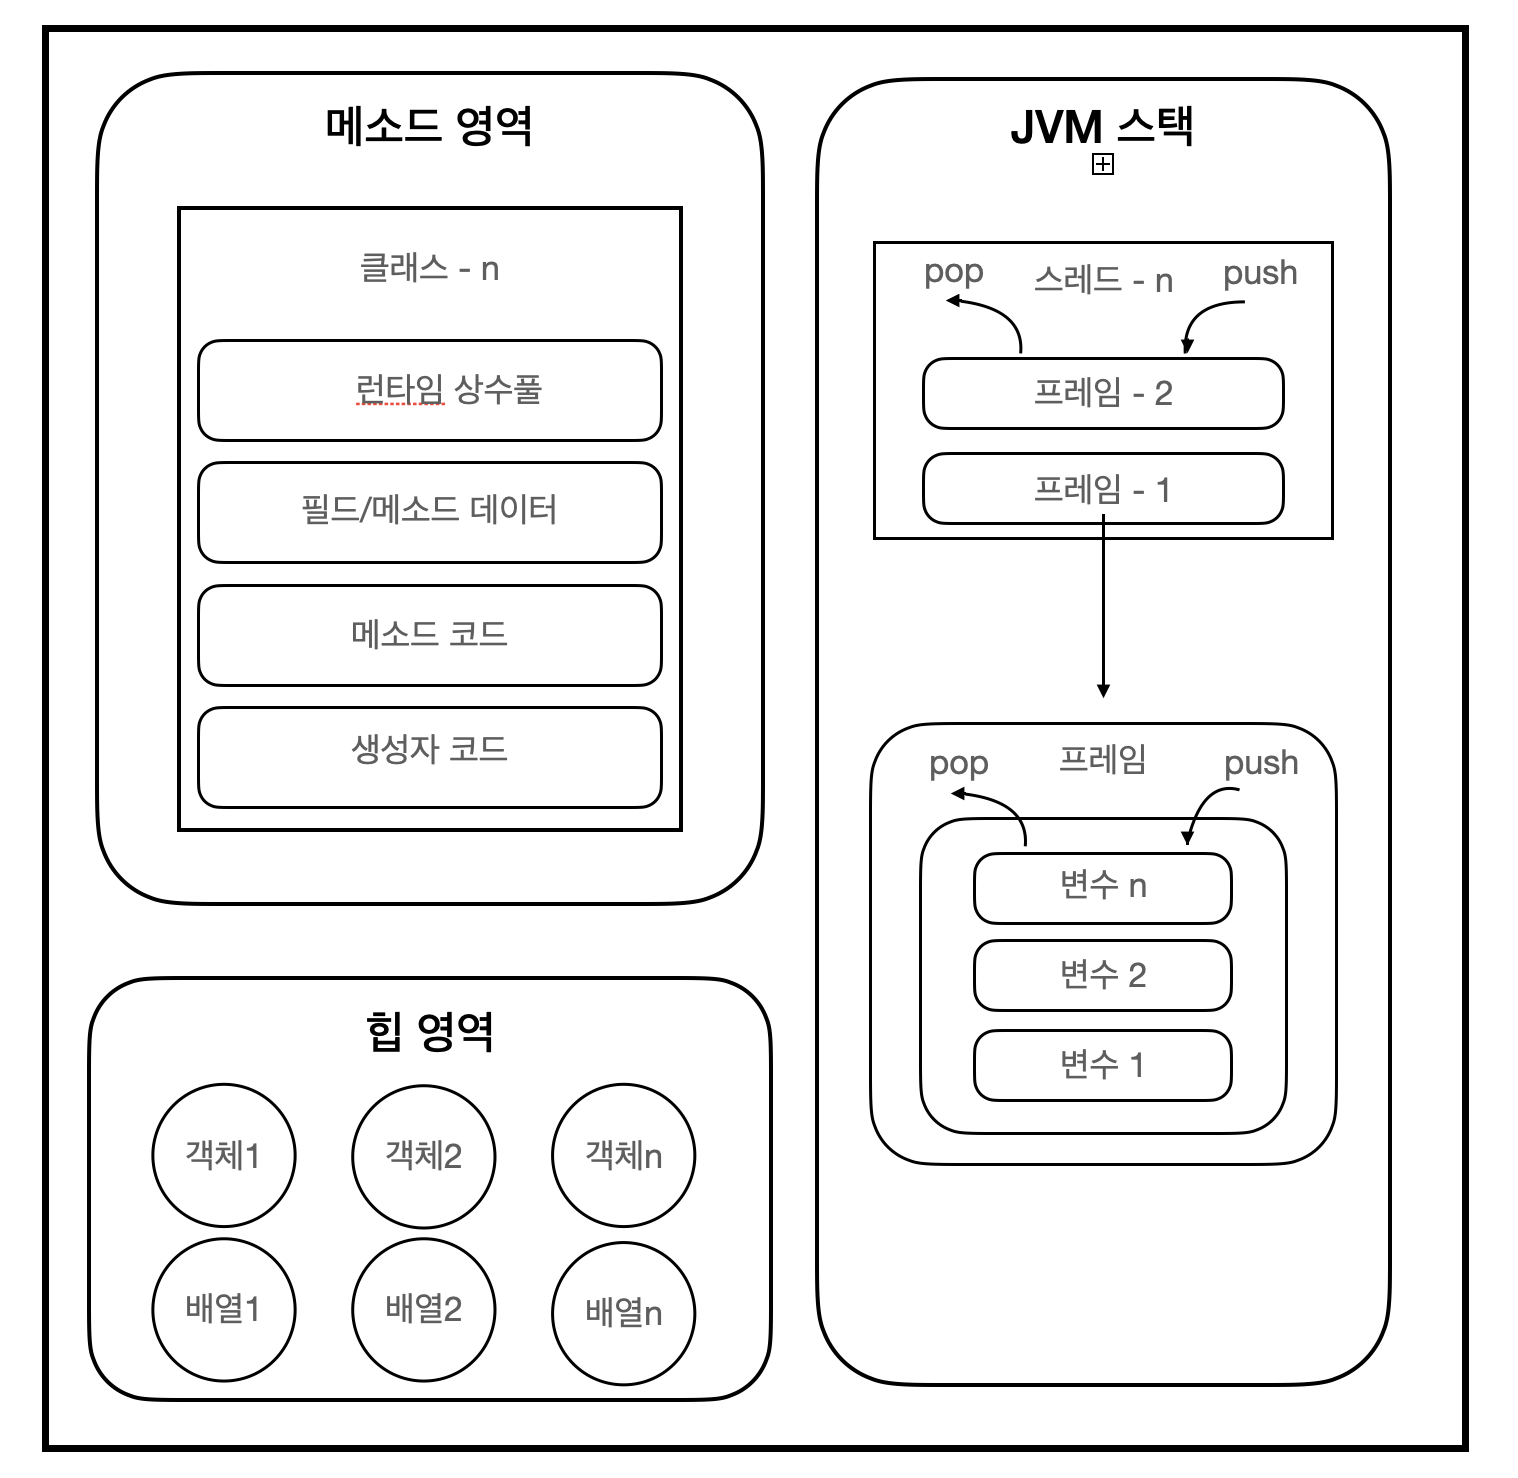 메소드 영역
클래스 - n
런타임 상수풀
필드/메소드 데이터
메소드 코드
생성자 코드
힙 영역
객체1 객체2 객체n
배열1 배열2 배열n
JVM 스택
pop 스레드 - n push
프레임 - 2
프레임 - 1
pop 프레임 push
변수 n
변수 2
변수 1